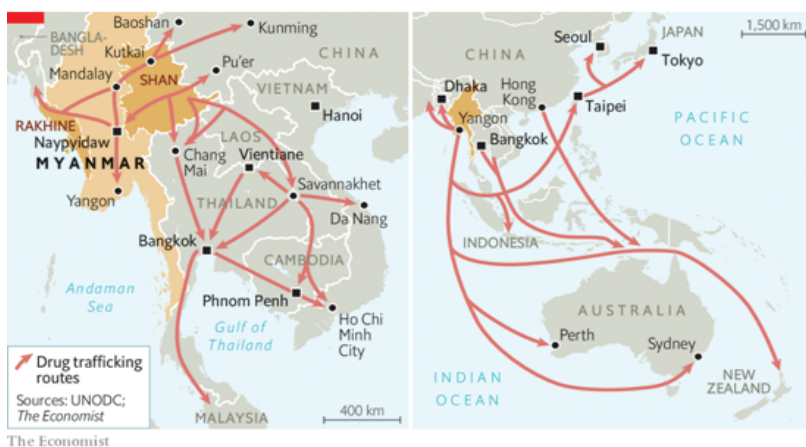 Baoshan
Kunming
BANGLA-
DESH
Kutkai
CHINA
Pu'er
Mandalay
SHAN
VIETNAM
RAKHINE
Hanoi
Naypyidaw
LAOS
MYANMAR
Chang
Mai
Vientiane
Yangon
Savannakhet
THAILAND
Da Nang
Bangkok
CAMBODIA
Andaman
Sea
Phnom Penh
Gulf of
Thailand
Ho Chi
Minh
City
Drug trafficking
routes
Sources: UNODC;
The Economist
MALAYSIA
400 km
1,500 km
JAPAN
Seoul
CHINA
Tokyo
Dhaka
Hong
Kong
Taipei
Yangon
PACIFIC
OCEAN
Bangkok
INDONESIA
AUSTRALIA
Perth
Sydney
INDIAN
OCEAN
NEW
ZEALAND
The Economist